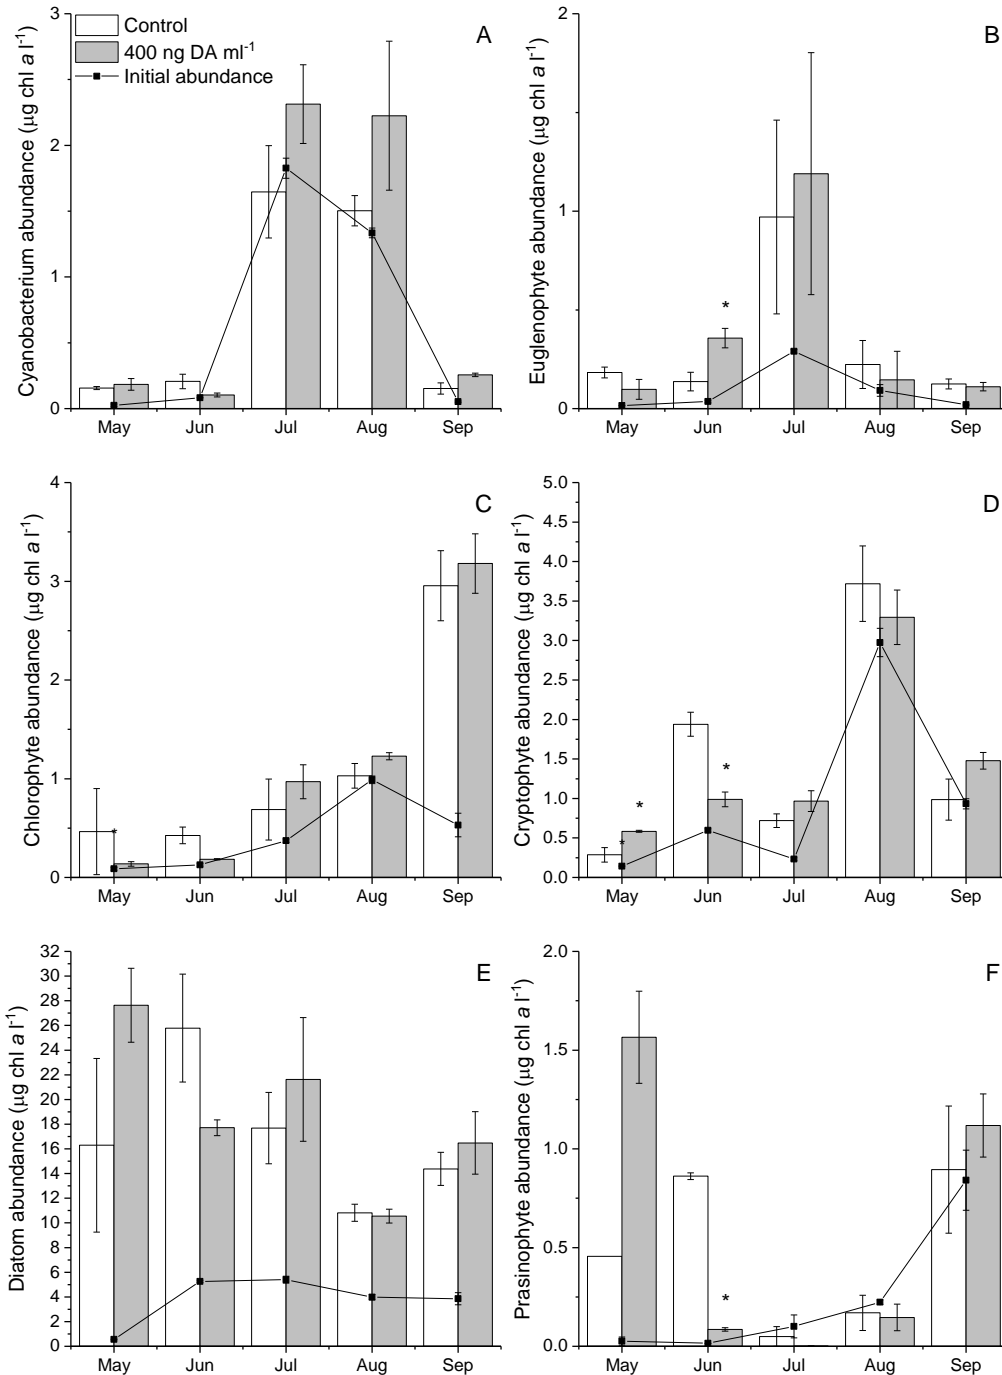 Control
400 ng DA ml-1
Initial abundance
A
Cyanobacterium abundance (µg chl a l-1)
3
2
1
0
May Jun Jul Aug Sep
B
Euglenophyte abundance (µg chl a l-1)
2
1
0
*
May Jun Jul Aug Sep
C
Chlorophyte abundance (µg chl a l-1)
4
3
2
1
0
*
May Jun Jul Aug Sep
D
Cryptophyte abundance (µg chl a l-1)
5.0
4.5
4.0
3.5
3.0
2.5
2.0
1.5
1.0
0.5
0.0
*
*
*
May Jun Jul Aug Sep
E
Diatom abundance (µg chl a l-1)
32
30
28
26
24
22
20
18
16
14
12
10
8
6
4
2
0
May Jun Jul Aug Sep
F
Prasinophyte abundance (µg chl a l-1)
2.0
1.5
1.0
0.5
0.0
*
May Jun Jul Aug Sep